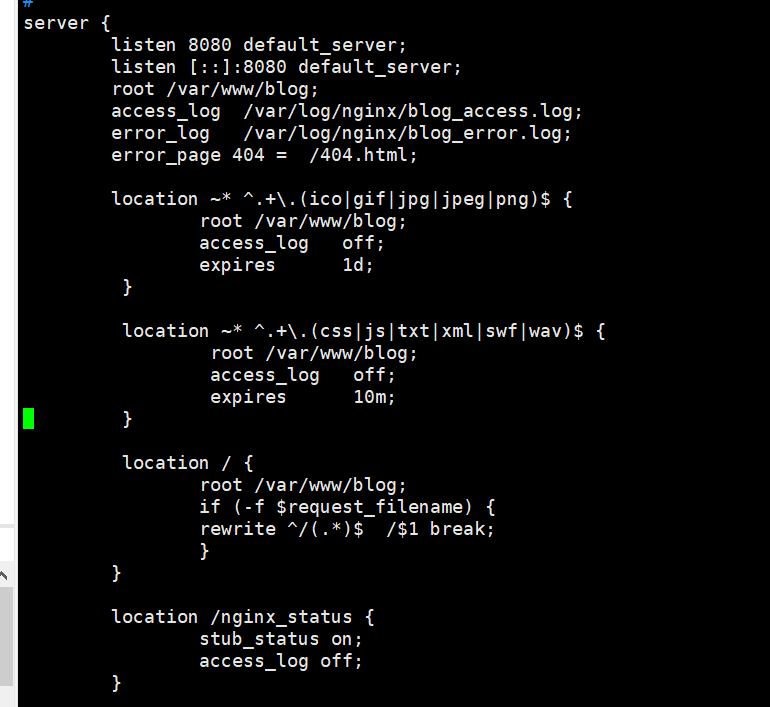 #
server {
        listen 8080 default_server;
        listen [::]:8080 default_server;
        root /var/www/blog;
        access_log  /var/log/nginx/blog_access.log;
        error_log   /var/log/nginx/blog_error.log;
        error_page 404 =  /404.html;

        location ~* ^.+\.(ico|gif|jpg|jpeg|png)$ {
                root /var/www/blog;
                access_log   off;
                expires      1d;
         }

         location ~* ^.+\.(css|js|txt|xml|swf|wav)$ {
                 root /var/www/blog;
                 access_log   off;
                 expires      10m;
         }

         location / {
                root /var/www/blog;
                if (-f $request_filename) {
                rewrite ^/(.*)$  /$1 break;
                }
        }

        location /nginx_status {
                stub_status on;
                access_log off;
        }